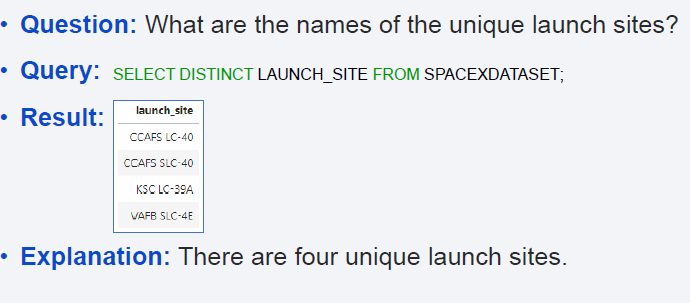 • Question: What are the names of the unique launch sites?
• Query: SELECT DISTINCT LAUNCH_SITE FROM SPACEXDATASET;
• Result:
launch_site
CCAFS LC-40
CCAFS SLC-40
KSC LC-39A
VAFB SLC-4E
• Explanation: There are four unique launch sites.